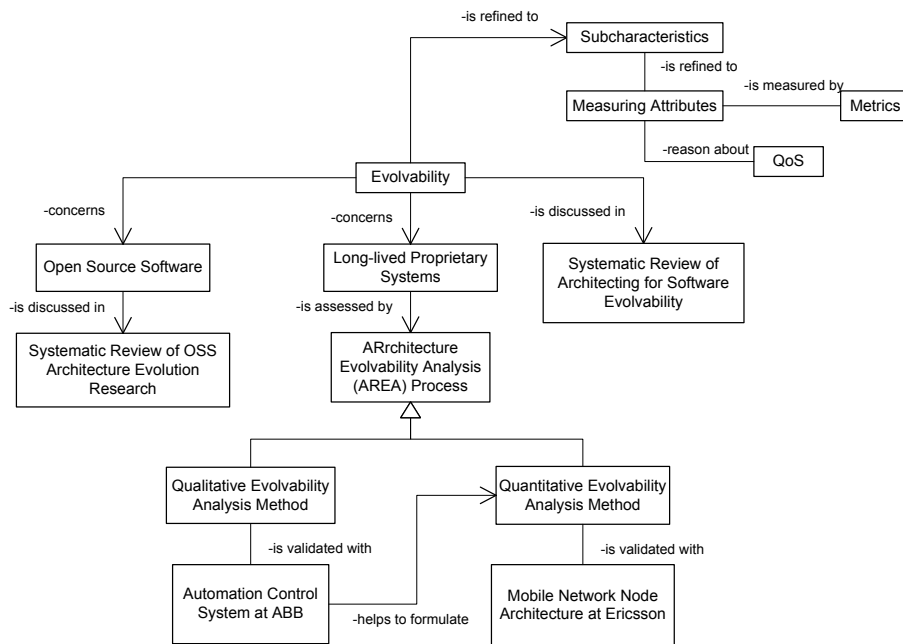 -is refined to
Subcharacteristics
-is refined to
-is measured by
Measuring Attributes
Metrics
-reason about
QoS
Evolvability
-concerns
-concerns
-is discussed in
Open Source Software
Long-lived Proprietary
Systems
Systematic Review of
Architecting for Software
Evolvability
-is discussed in
-is assessed by
Systematic Review of OSS
Architecture Evolution
Research
ARrchitecture
Evolvability Analysis
(AREA) Process
Qualitative Evolvability
Analysis Method
Quantitative Evolvability
Analysis Method
-is validated with
-is validated with
Automation Control
System at ABB
-helps to formulate
Mobile Network Node
Architecture at Ericsson